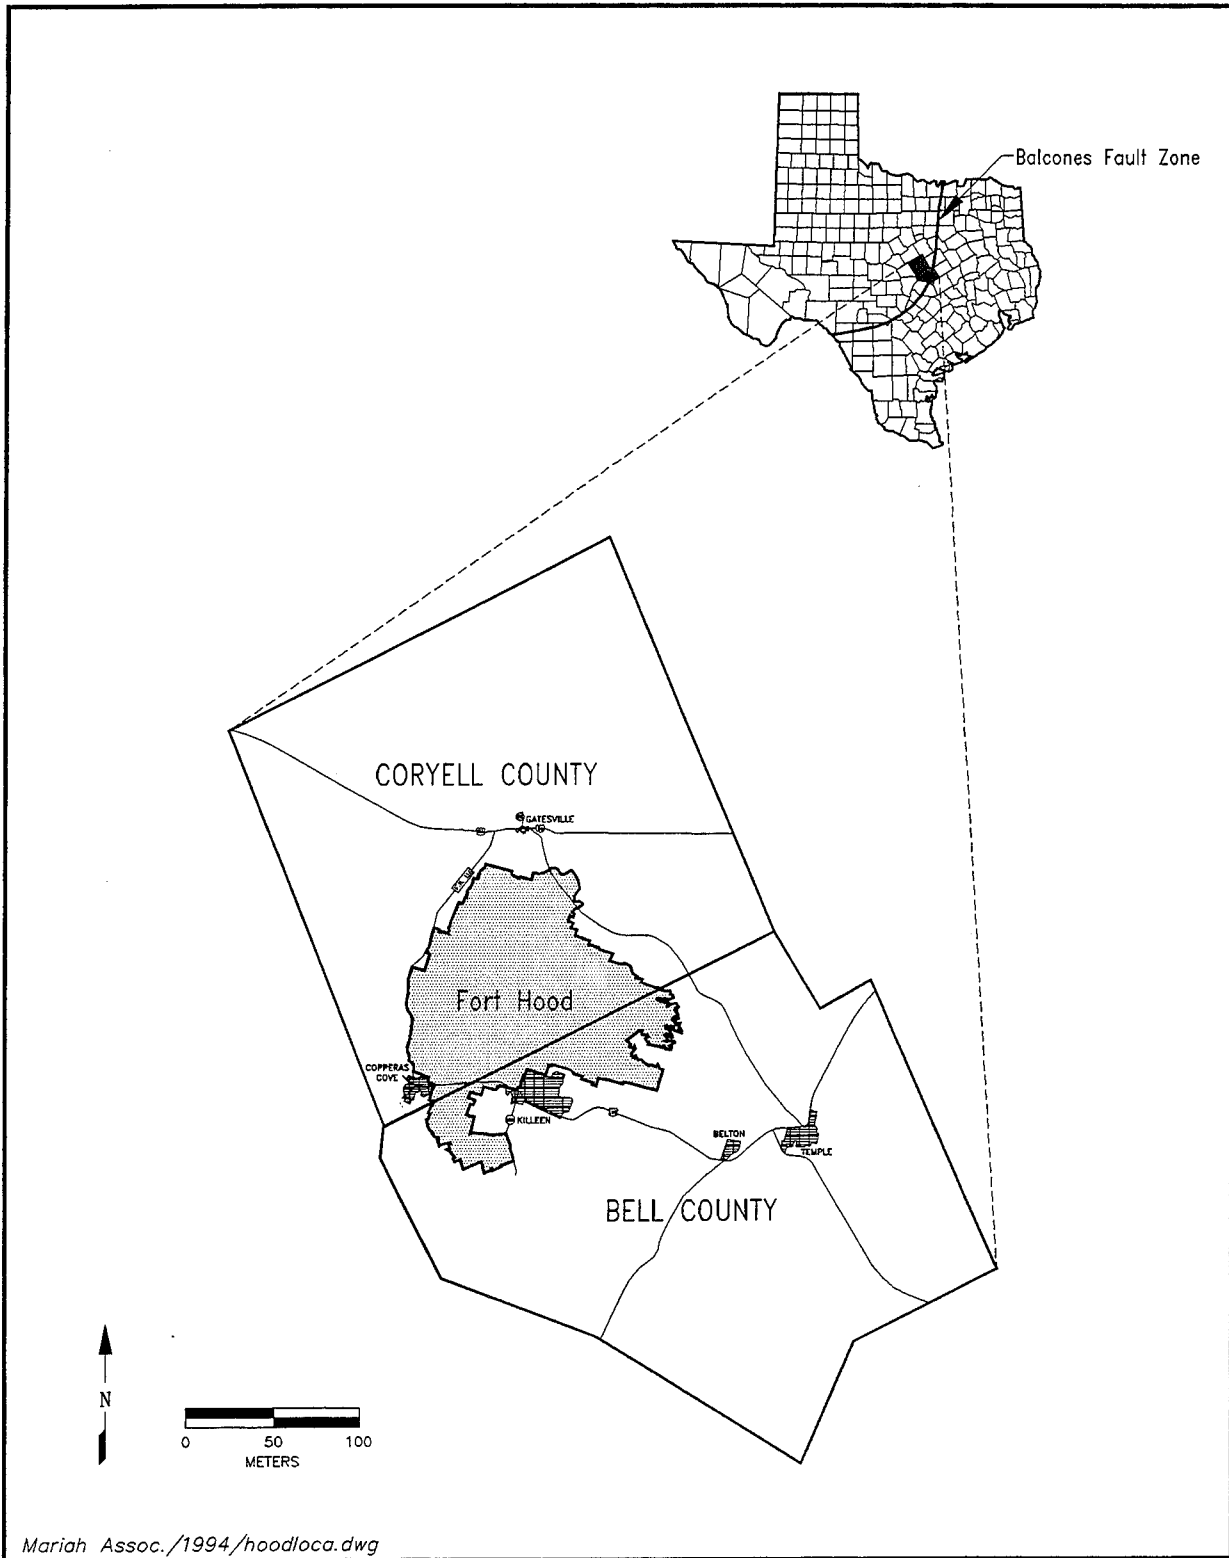 Balcones Fault Zone
CORYELL COUNTY
GATESVILLE
Fort Hood
COPPERAS
COVE
KILLEEN
BELTON
TEMPLE
BELL COUNTY
N
0 50 100
METERS
Mariah Assoc./1994/hoodloca.dwg